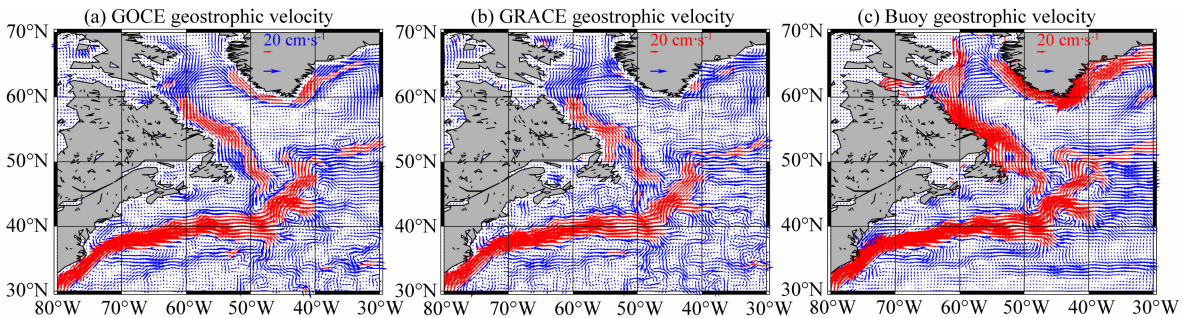 (a) GOCE geostrophic velocity
(b) GRACE geostrophic velocity
(c) Buoy geostrophic velocity
70°N
60°N
50°N
40°N
30°N
80°W 70°W 60°W 50°W 40°W 30°W
20 cm·s⁻¹
70°N
60°N
50°N
40°N
30°N
80°W 70°W 60°W 50°W 40°W 30°W
20 cm·s⁻¹
70°N
60°N
50°N
40°N
30°N
80°W 70°W 60°W 50°W 40°W 30°W
20 cm·s⁻¹